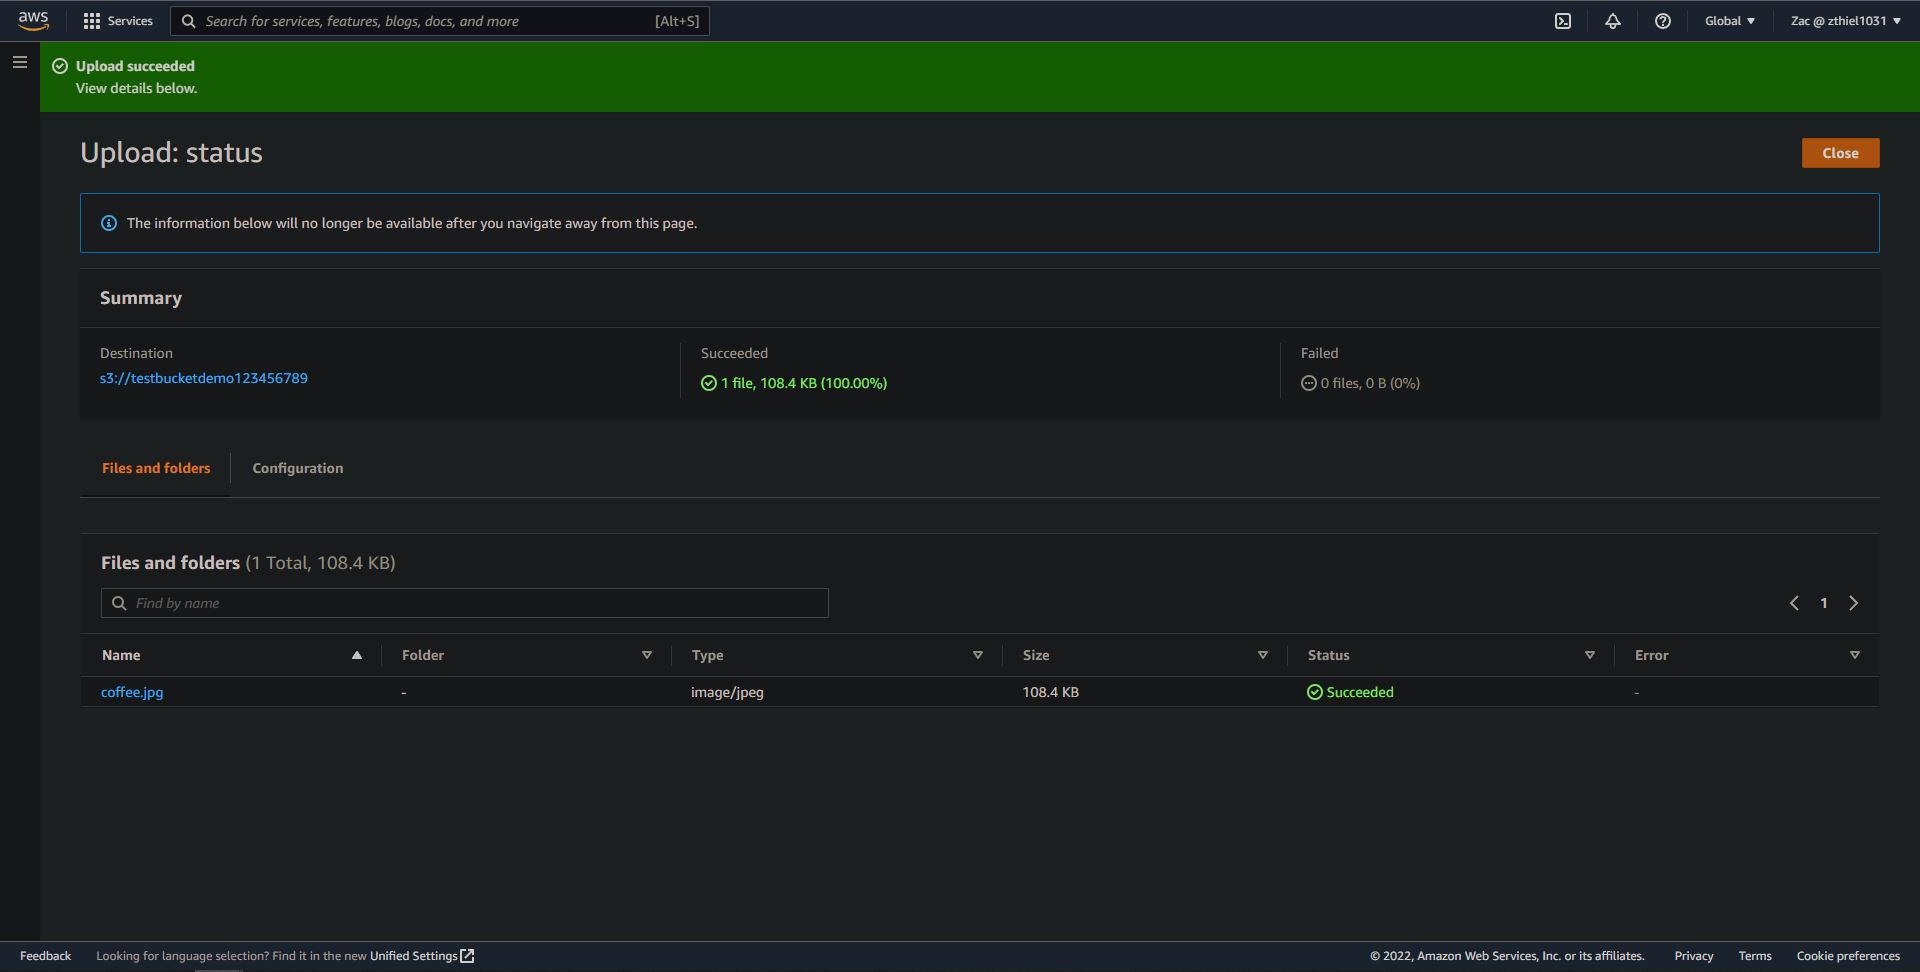 aws Services Search for services, features, blogs, docs, and more [Alt+S] Global Zac @ zthiel1031
Upload succeeded
View details below.
Upload: status Close
The information below will no longer be available after you navigate away from this page.
Summary
Destination Succeeded Failed
s3://testbucketdemo123456789 1 file, 108.4 KB (100.00%) 0 files, 0 B (0%)
Files and folders Configuration
Files and folders (1 Total, 108.4 KB)
Find by name 1
Name Folder Type Size Status Error
coffee.jpg - image/jpeg 108.4 KB Succeeded -
Feedback Looking for language selection? Find it in the new Unified Settings © 2022, Amazon Web Services, Inc. or its affiliates. Privacy Terms Cookie preferences